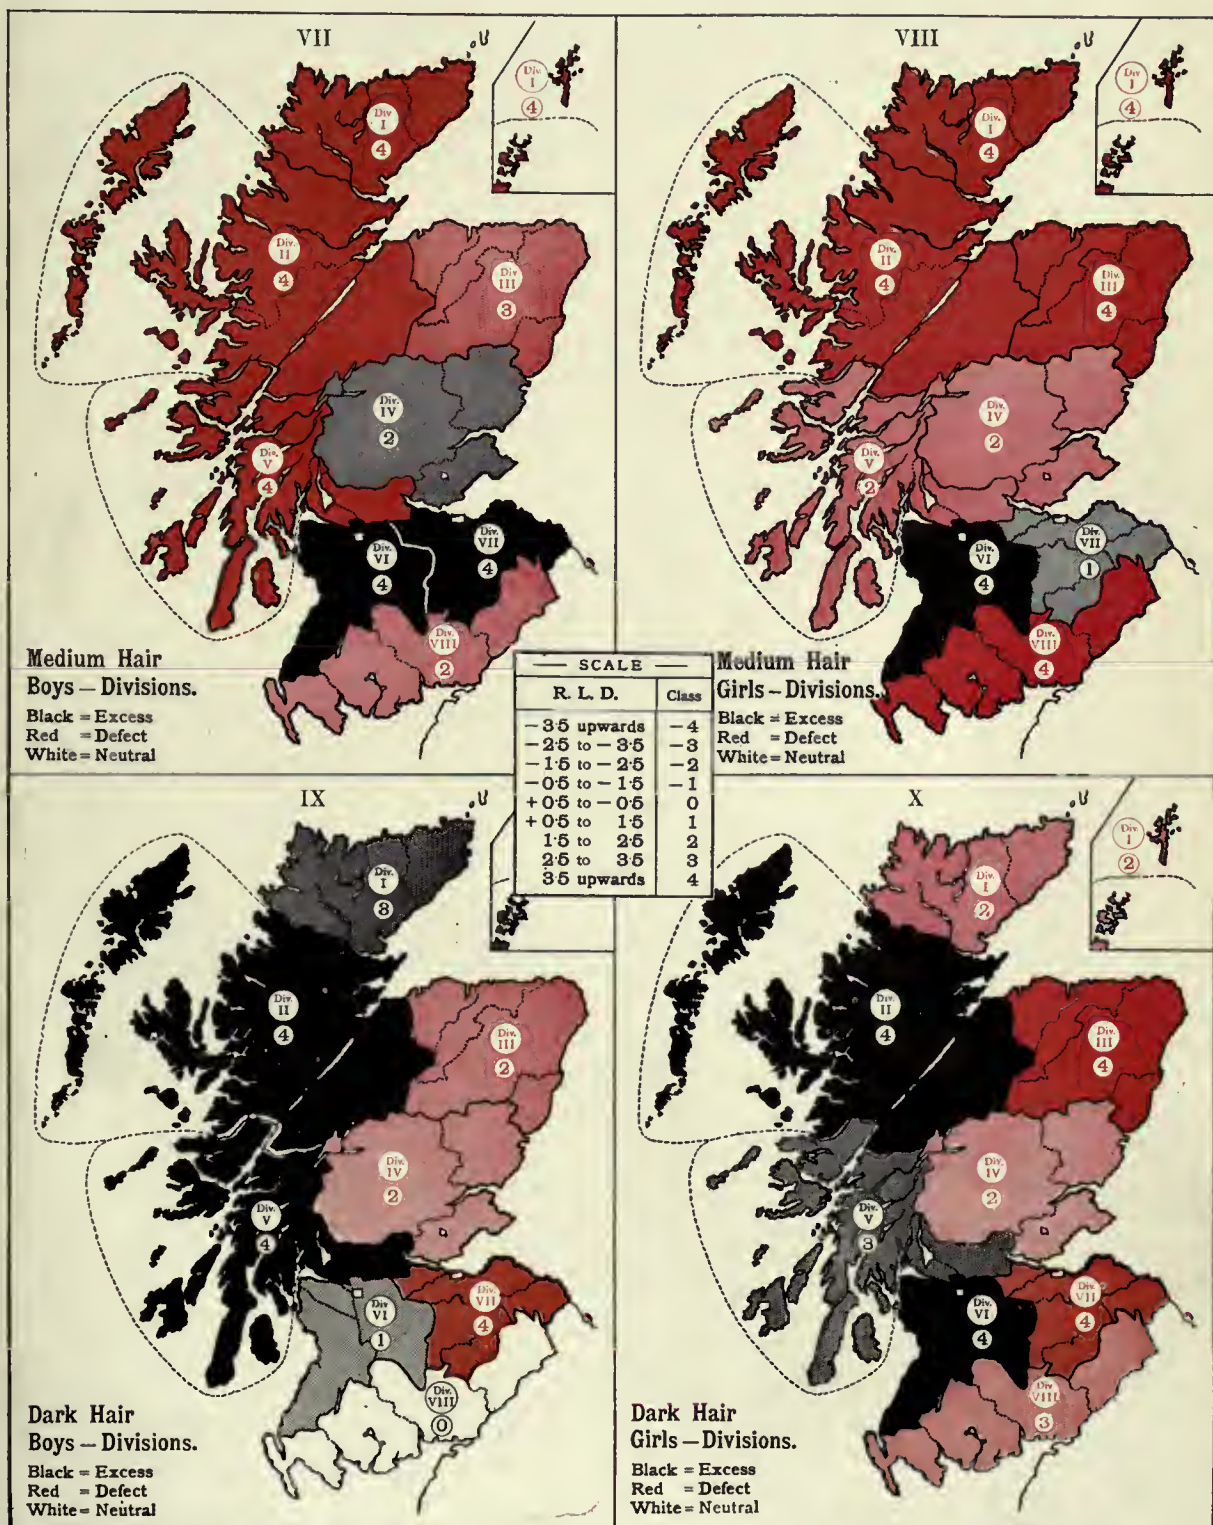 VII
Div. I
4
Div. I
4
Div. II
4
Div. III
3
Div. IV
2
Div. V
4
Div. VI
4
Div. VII
4
Div. VIII
2
Medium Hair
Boys – Divisions.
Black = Excess
Red = Defect
White = Neutral
VIII
Div. I
4
Div. I
4
Div. II
4
Div. III
4
Div. IV
2
Div. V
2
Div. VI
4
Div. VII
1
Div. VIII
4
Medium Hair
Girls – Divisions.
Black = Excess
Red = Defect
White = Neutral
SCALE
R. L. D. Class
–3·5 upwards –4
–2·5 to –3·5 –3
–1·5 to –2·5 –2
–0·5 to –1·5 –1
+0·5 to –0·5 0
+0·5 to 1·5 1
1·5 to 2·5 2
2·5 to 3·5 3
3·5 upwards 4
IX
Div. I
3
Div. II
4
Div. III
2
Div. IV
2
Div. V
4
Div VI
1
Div. VII
4
Div. VIII
0
Dark Hair
Boys – Divisions.
Black = Excess
Red = Defect
White = Neutral
X
Div. I
2
Div. I
2
Div. II
4
Div. III
4
Div. IV
2
Div. V
3
Div. VI
4
Div. VII
4
Div. VIII
3
Dark Hair
Girls – Divisions.
Black = Excess
Red = Defect
White = Neutral